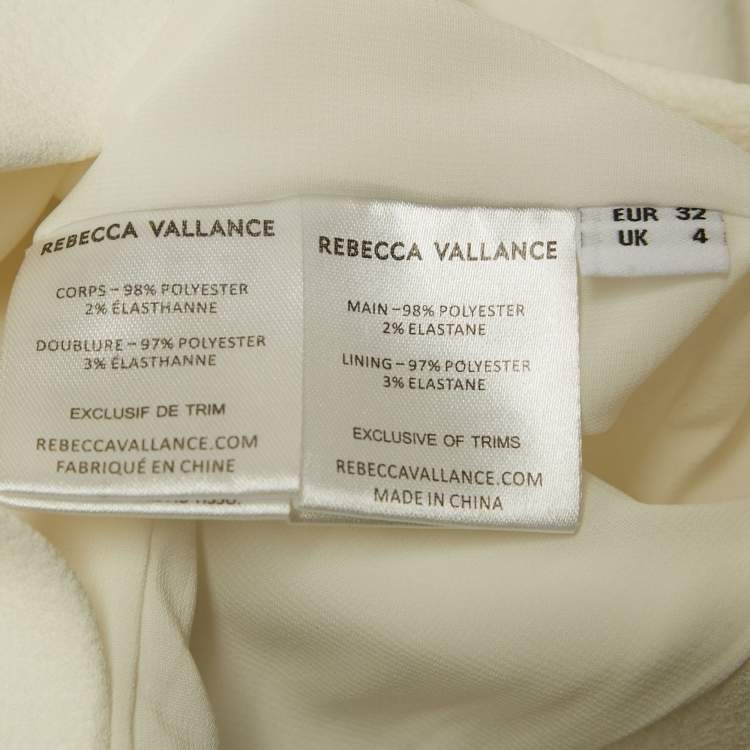 REBECCA VALLANCE
CORPS – 98% POLYESTER
2% ÉLASTHANNE
DOUBLURE – 97% POLYESTER
3% ÉLASTHANNE
EXCLUSIF DE TRIM
REBECCAVALLANCE.COM
FABRIQUÉ EN CHINE
REBECCA VALLANCE
MAIN – 98% POLYESTER
2% ELASTANE
LINING – 97% POLYESTER
3% ELASTANE
EXCLUSIVE OF TRIMS
REBECCAVALLANCE.COM
MADE IN CHINA
EUR 32
UK 4